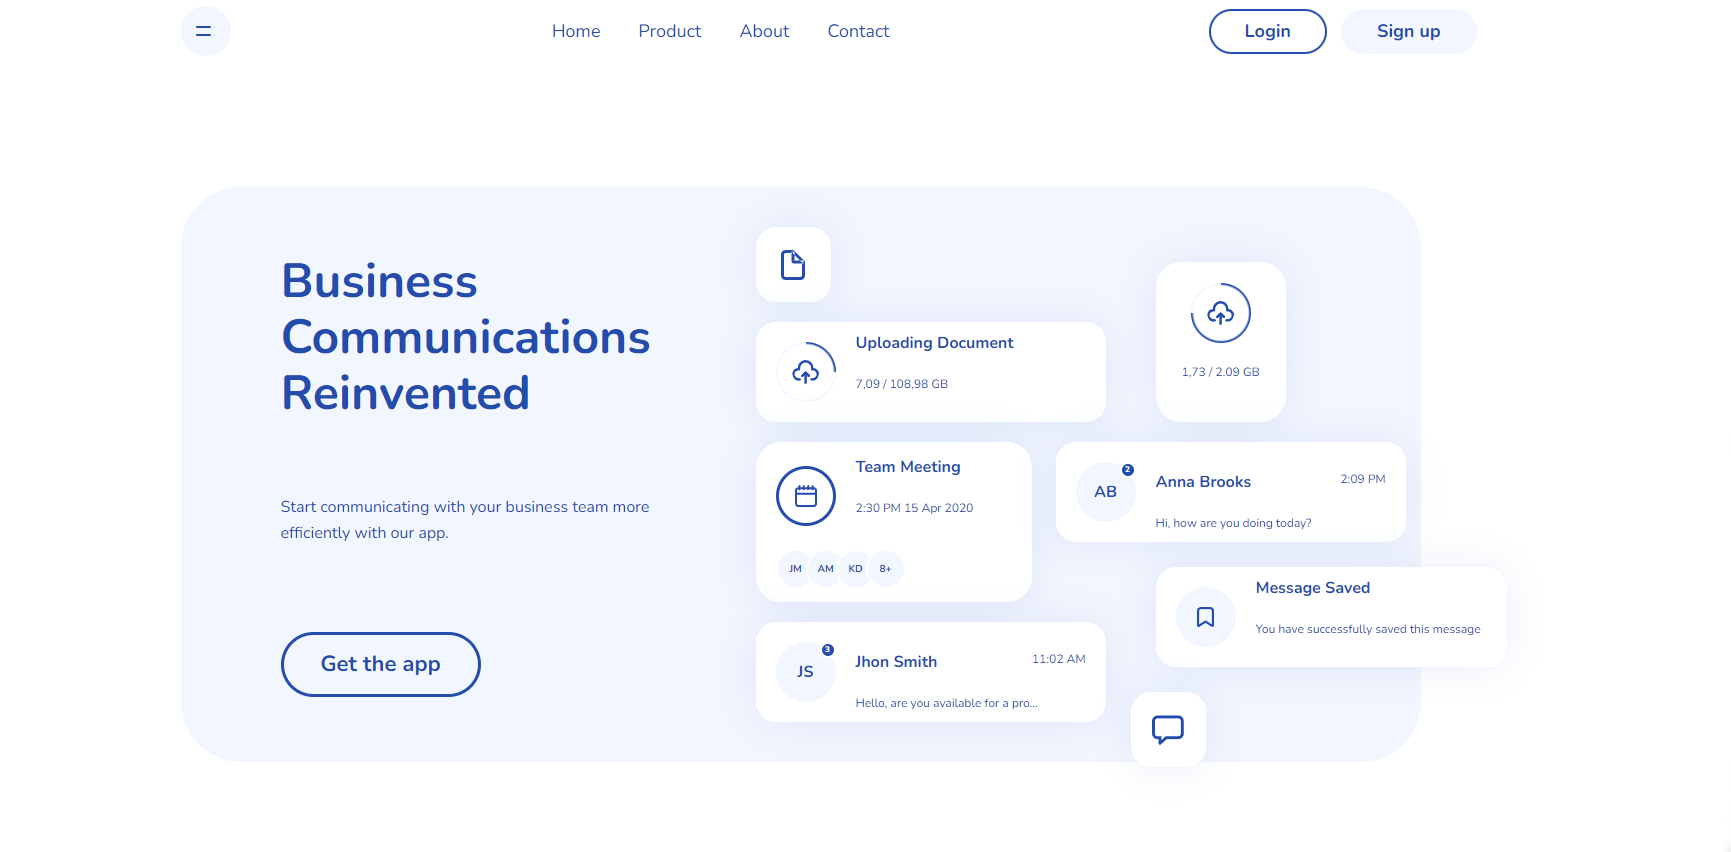 Home Product About Contact
Login Sign up
Business
Communications
Reinvented
Start communicating with your business team more
efficiently with our app.
Get the app
Uploading Document
7,09 / 108,98 GB
1,73 / 2.09 GB
Team Meeting
2:30 PM 15 Apr 2020
JM AM KD 8+
AB 2
Anna Brooks 2:09 PM
Hi, how are you doing today?
Message Saved
You have successfully saved this message
JS 3
Jhon Smith 11:02 AM
Hello, are you available for a pro...